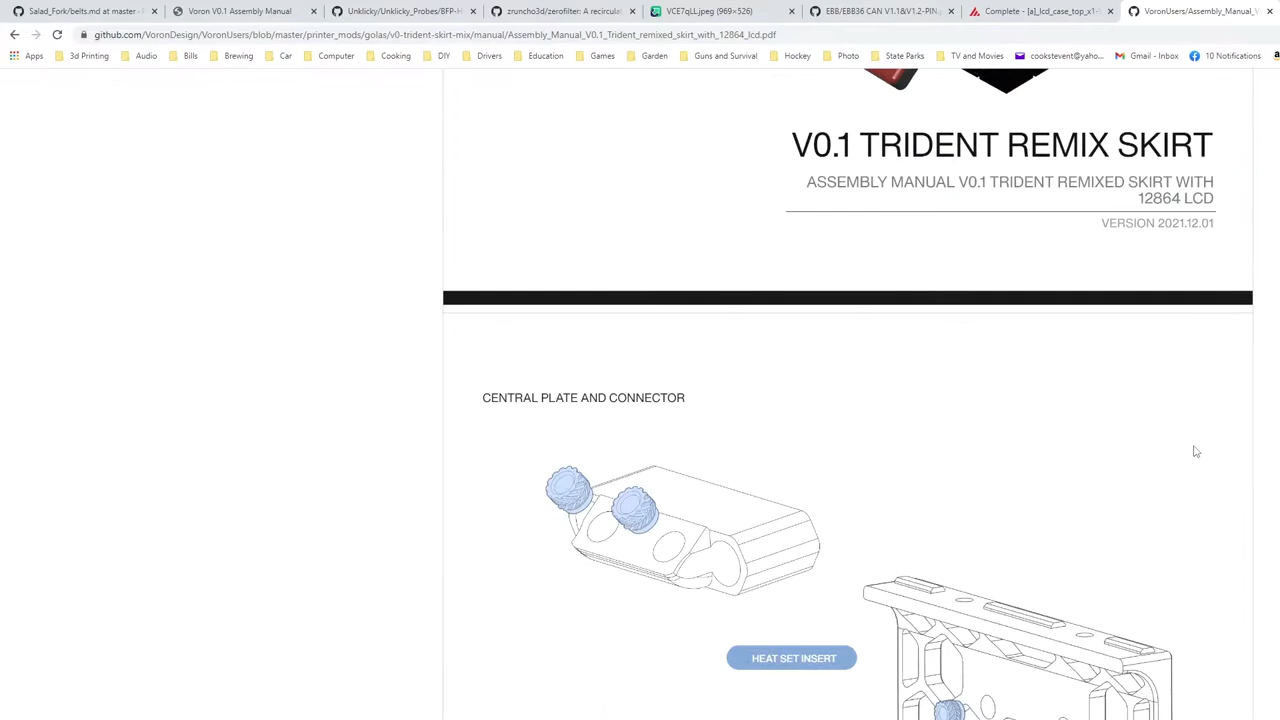 Salad_Fork/belts.md at master · F
Voron V0.1 Assembly Manual
Unklicky/Unklicky_Probes/BFP-H
zruncho3d/zerofilter: A recirculat
VCE7qLJ.jpeg (969×526)
EBB/EBB36 CAN V1.1&V1.2-PIN.
Complete - [a]_lcd_case_top_x1-
VoronUsers/Assembly_Manual_V
github.com/VoronDesign/VoronUsers/blob/master/printer_mods/golas/v0-trident-skirt-mix/manual/Assembly_Manual_V0.1_Trident_remixed_skirt_with_12864_lcd.pdf
Apps 3d Printing Audio Bills Brewing Car Computer Cooking DIY Drivers Education Games Garden Guns and Survival Hockey Photo State Parks TV and Movies cookstevent@yaho... Gmail - Inbox 10 Notifications
V0.1 TRIDENT REMIX SKIRT
ASSEMBLY MANUAL V0.1 TRIDENT REMIXED SKIRT WITH
12864 LCD
VERSION 2021.12.01
CENTRAL PLATE AND CONNECTOR
HEAT SET INSERT